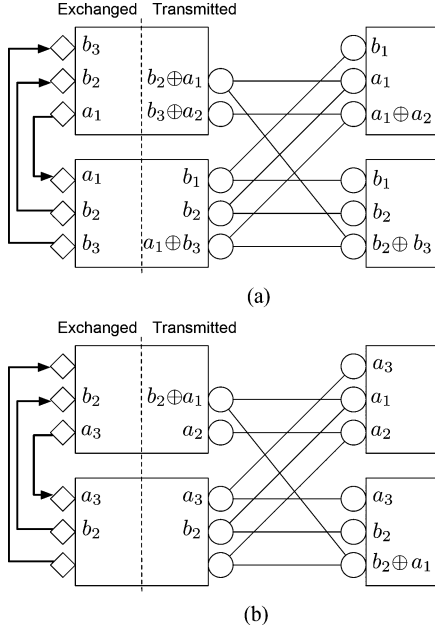 Exchanged Transmitted
b₃ b₁
b₂ b₂⊕a₁ a₁
a₁ b₃⊕a₂ a₁⊕a₂
a₁ b₁ b₁
b₂ b₂ b₂
b₃ a₁⊕b₃ b₂⊕b₃
(a)
Exchanged Transmitted
a₃
b₂ b₂⊕a₁ a₁
a₃ a₂ a₂
a₃ a₃ a₃
b₂ b₂ b₂
b₂⊕a₁
(b)